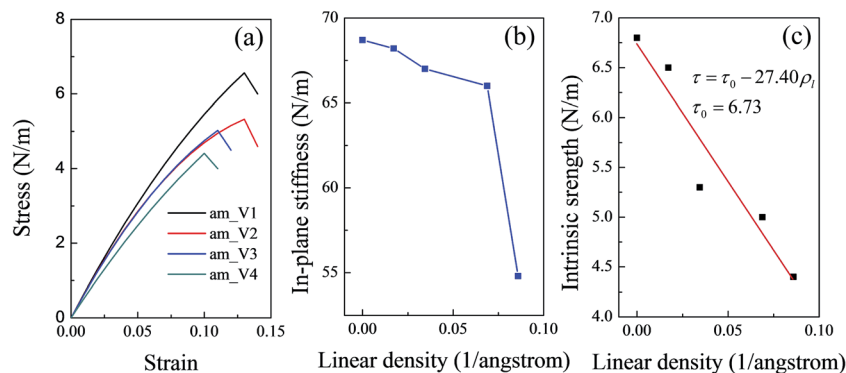 (a)
8
6
4
2
0
0.00 0.05 0.10 0.15
Stress (N/m)
Strain
am_V1
am_V2
am_V3
am_V4
(b)
70
65
60
55
0.00 0.05 0.10
In-plane stiffness (N/m)
Linear density (1/angstrom)
(c)
7.0
6.5
6.0
5.5
5.0
4.5
4.0
0.00 0.05 0.10
Intrinsic srength (N/m)
Linear density (1/angstrom)
τ = τ₀ − 27.40ρₗ
τ₀ = 6.73